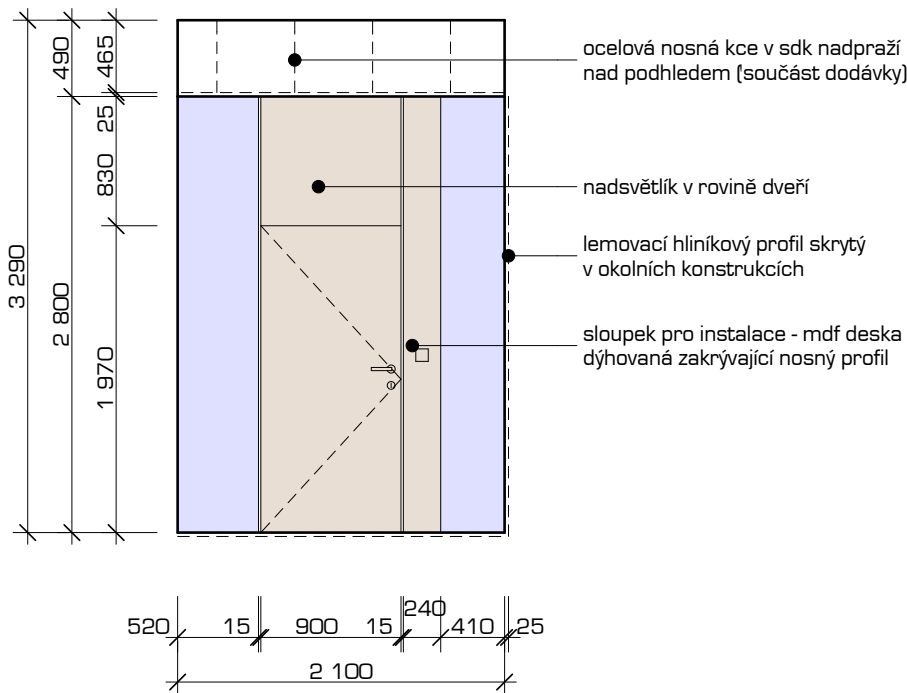 ocelová nosná kce v sdk nadpraží
nad podhledem (součást dodávky)
nadsvětlík v rovině dveří
lemovací hliníkový profil skrytý
v okolních konstrukcích
sloupek pro instalace - mdf deska
dýhovaná zakrývající nosný profil
490
465
25
830
3 290
2 800
1 970
240
520
15
900
15
410
25
2 100